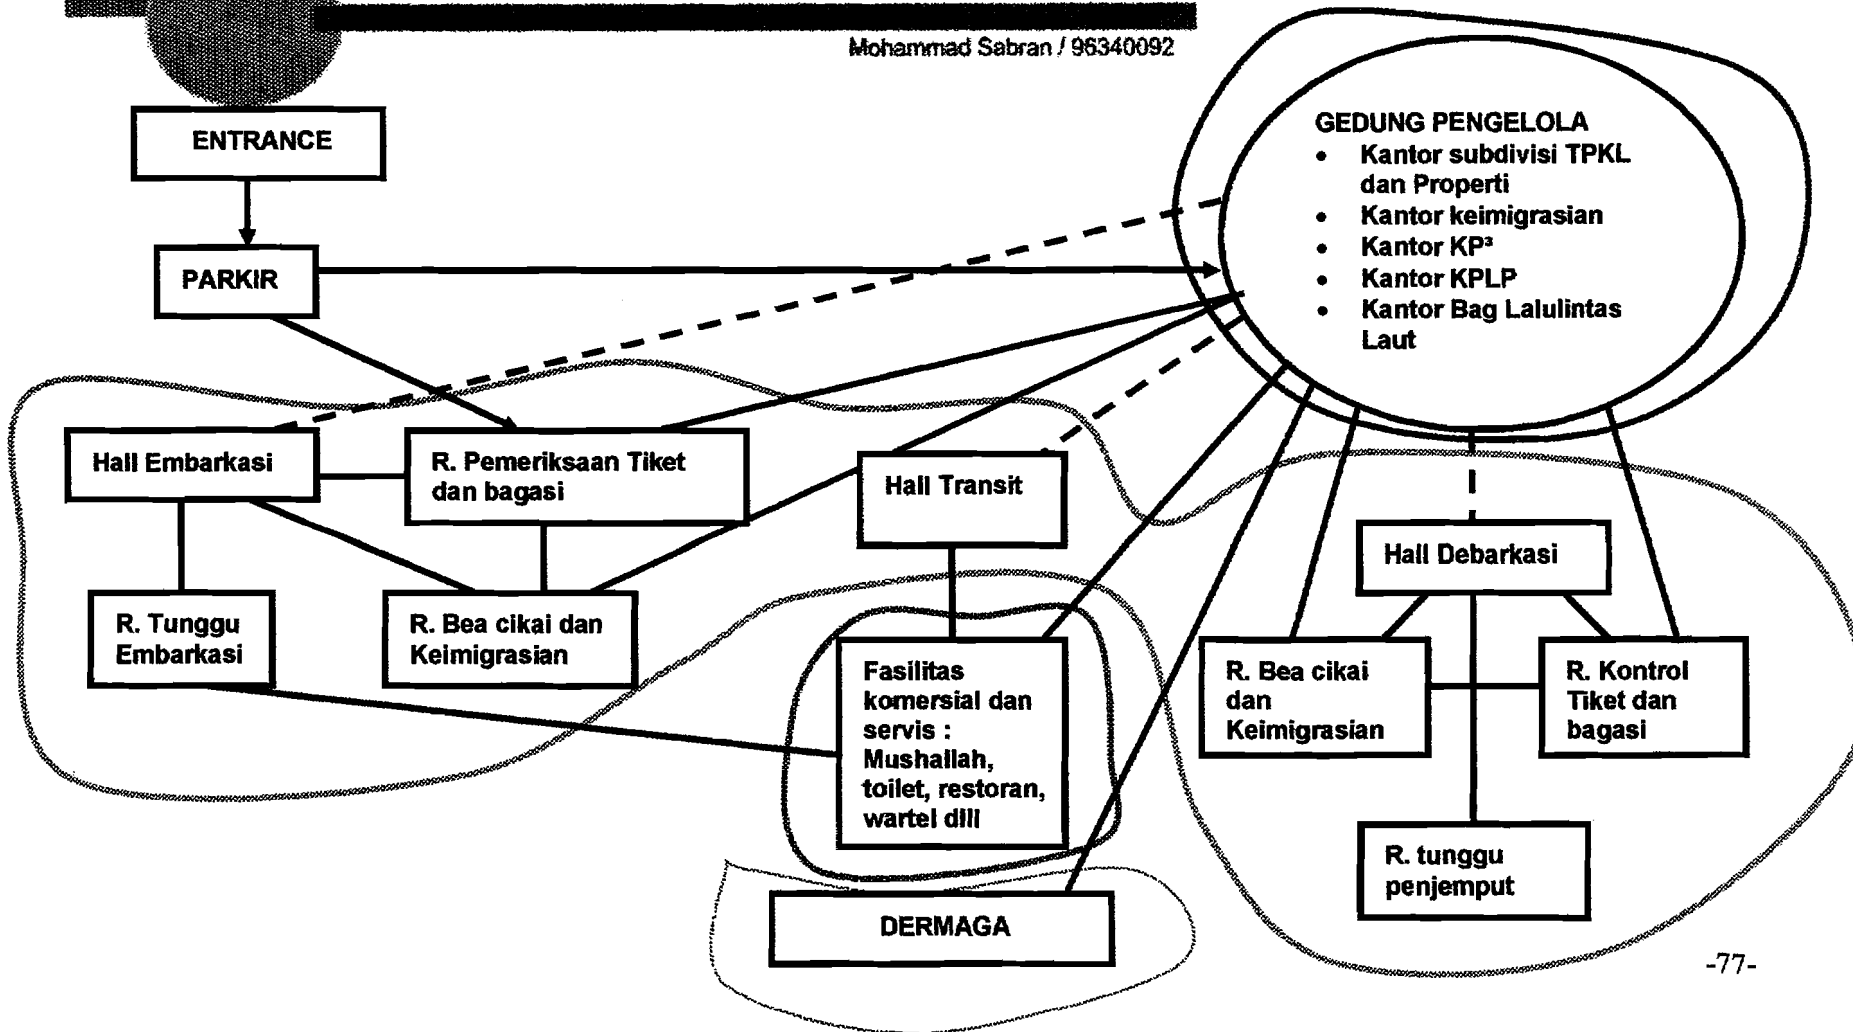 Mohammad Sabran / 96340092
ENTRANCE
PARKIR
GEDUNG PENGELOLA
• Kantor subdivisi TPKL
dan Properti
• Kantor keimigrasian
• Kantor KP³
• Kantor KPLP
• Kantor Bag Lalulintas
Laut
Hall Embarkasi
R. Pemeriksaan Tiket
dan bagasi
Hall Transit
Hall Debarkasi
R. Tunggu
Embarkasi
R. Bea cikai dan
Keimigrasian
Fasilitas
komersial dan
servis :
Mushallah,
toilet, restoran,
wartel dlll
R. Bea cikai
dan
Keimigrasian
R. Kontrol
Tiket dan
bagasi
R. tunggu
penjemput
DERMAGA
-77-